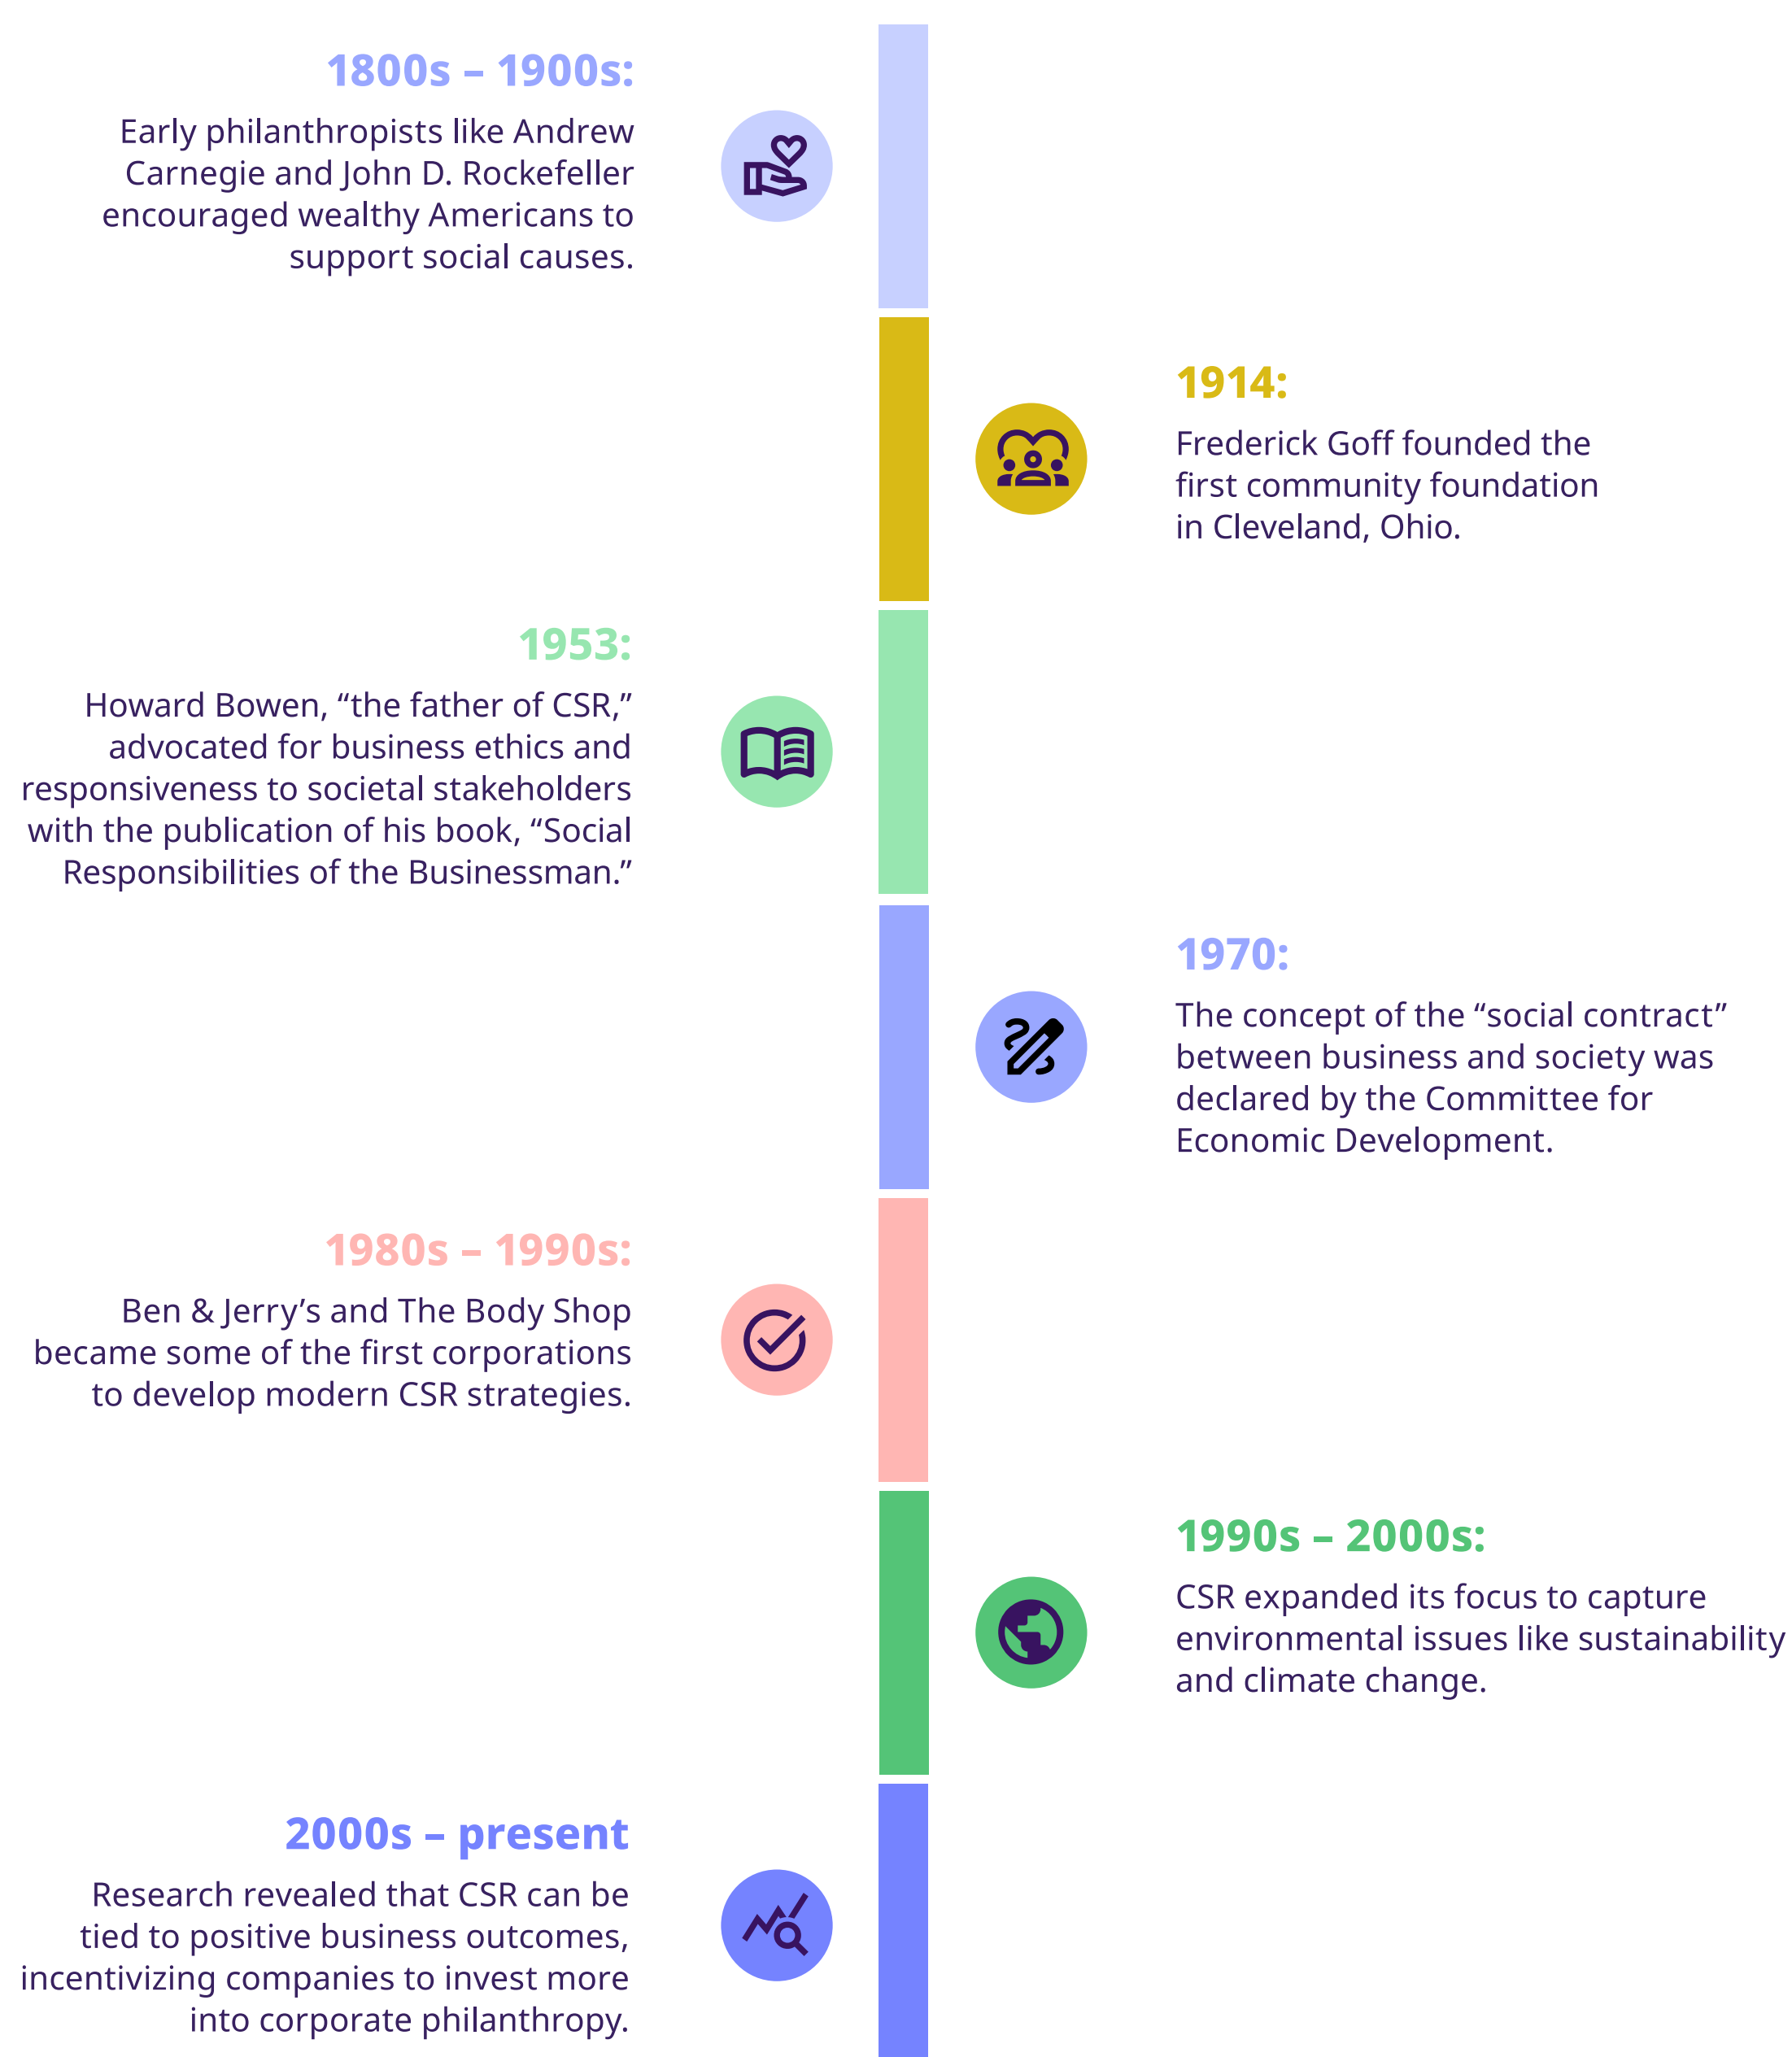 1800s – 1900s:
Early philanthropists like Andrew
Carnegie and John D. Rockefeller
encouraged wealthy Americans to
support social causes.
1914:
Frederick Goff founded the
first community foundation
in Cleveland, Ohio.
1953:
Howard Bowen, “the father of CSR,”
advocated for business ethics and
responsiveness to societal stakeholders
with the publication of his book, “Social
Responsibilities of the Businessman.”
1970:
The concept of the “social contract”
between business and society was
declared by the Committee for
Economic Development.
1980s – 1990s:
Ben & Jerry’s and The Body Shop
became some of the first corporations
to develop modern CSR strategies.
1990s – 2000s:
CSR expanded its focus to capture
environmental issues like sustainability
and climate change.
2000s – present
Research revealed that CSR can be
tied to positive business outcomes,
incentivizing companies to invest more
into corporate philanthropy.